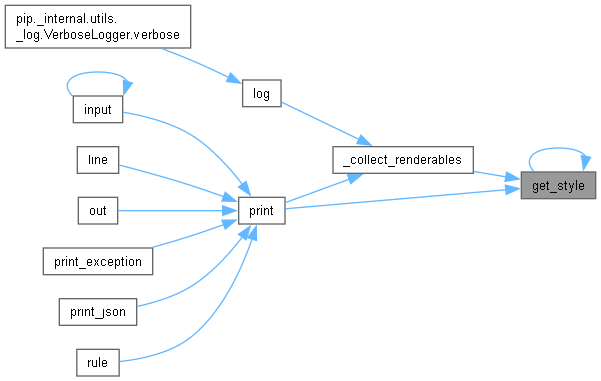 pip._internal.utils.
_log.VerboseLogger.verbose
log
input
line
_collect_renderables
get_style
out
print
print_exception
print_json
rule